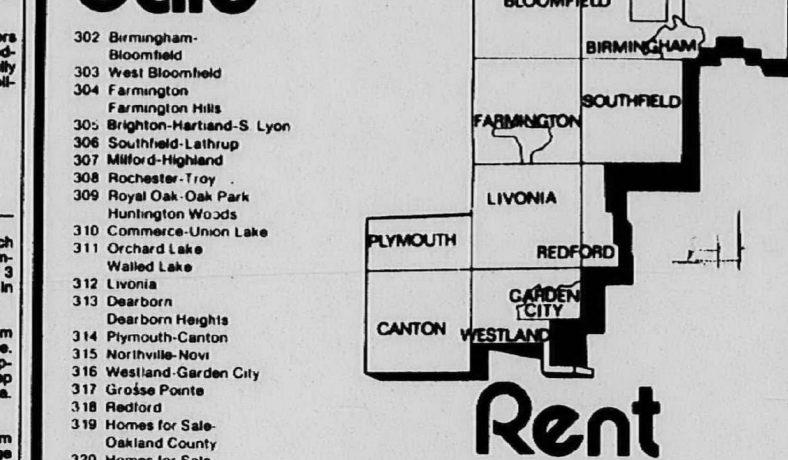 302 Birmingham-
Bloomfield
303 West Bloomfield
304 Farmington
Farmington Hills
305 Brighton-Hartland-S. Lyon
306 Southfield-Lathrup
307 Milford-Highland
308 Rochester-Troy
309 Royal Oak-Oak Park
Huntington Woods
310 Commerce-Union Lake
311 Orchard Lake
Walled Lake
312 Livonia
313 Dearborn
Dearborn Heights
314 Plymouth-Canton
315 Northville-Novi
316 Westland-Garden City
317 Grosse Pointe
318 Redford
319 Homes for Sale-
Oakland County
320 Homes for Sale
BLOOMFIELD
BIRMINGHAM
SOUTHFIELD
FARMINGTON
LIVONIA
PLYMOUTH
REDFORD
GARDEN
CITY
CANTON
WESTLAND
Rent